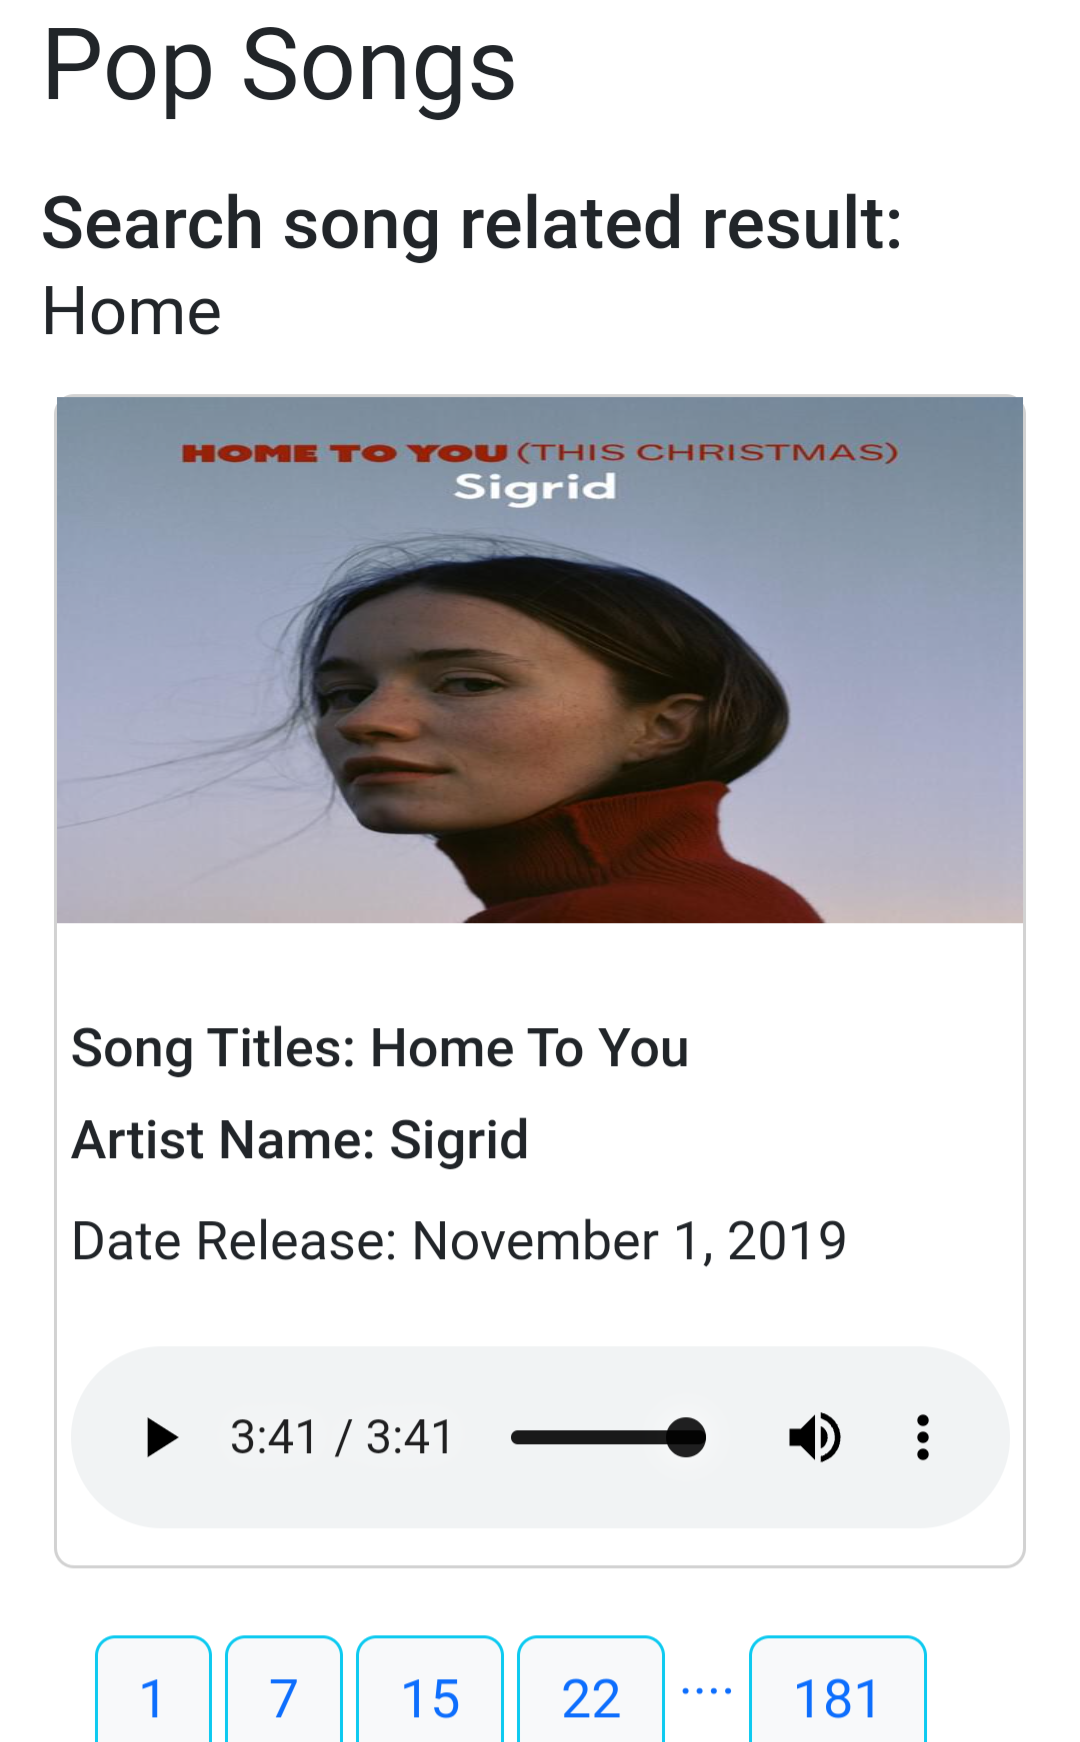 Pop Songs
Search song related result:
Home
HOME TO YOU (THIS CHRISTMAS)
Sigrid
Song Titles: Home To You
Artist Name: Sigrid
Date Release: November 1, 2019
3:41 / 3:41
1 7 15 22 .... 181